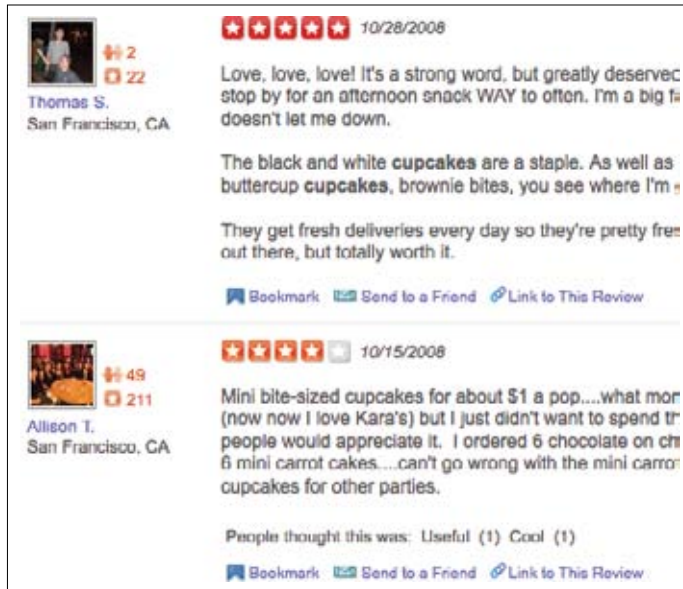 10/28/2008
2
22
Thomas S.
San Francisco, CA
Love, love, love! It's a strong word, but greatly deserved
stop by for an afternoon snack WAY to often. I'm a big
doesn't let me down.
The black and white cupcakes are a staple. As well as
buttercup cupcakes, brownie bites, you see where I'm
They get fresh deliveries every day so they're pretty
out there, but totally worth it.
Bookmark Send to a Friend Link to This Review
10/15/2008
49
211
Allison T.
San Francisco, CA
Mini bite-sized cupcakes for about $1 a pop....what
(now now I love Kara's) but I just didn't want to spend
people would appreciate it. I ordered 6 chocolate on
6 mini carrot cakes....can't go wrong with the mini carrot
cupcakes for other parties.
People thought this was: Useful (1) Cool (1)
Bookmark Send to a Friend Link to This Review